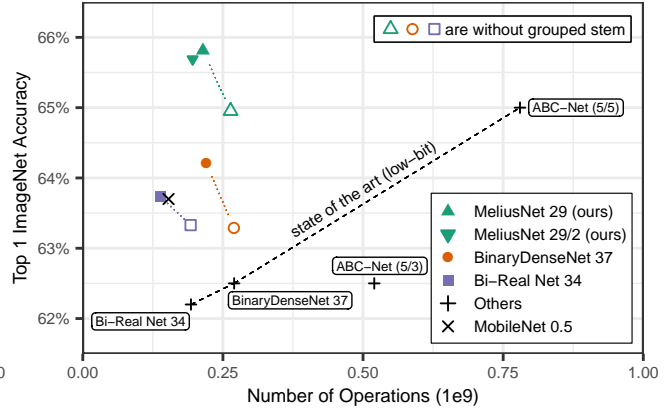 are without grouped stem
66%
65%
64%
63%
62%
Top 1 ImageNet Accuracy
ABC−Net (5/5)
state of the art (low−bit)
ABC−Net (5/3)
BinaryDenseNet 37
Bi−Real Net 34
MeliusNet 29 (ours)
MeliusNet 29/2 (ours)
BinaryDenseNet 37
Bi−Real Net 34
Others
MobileNet 0.5
0
0.00
0.25
0.50
0.75
1.00
Number of Operations (1e9)